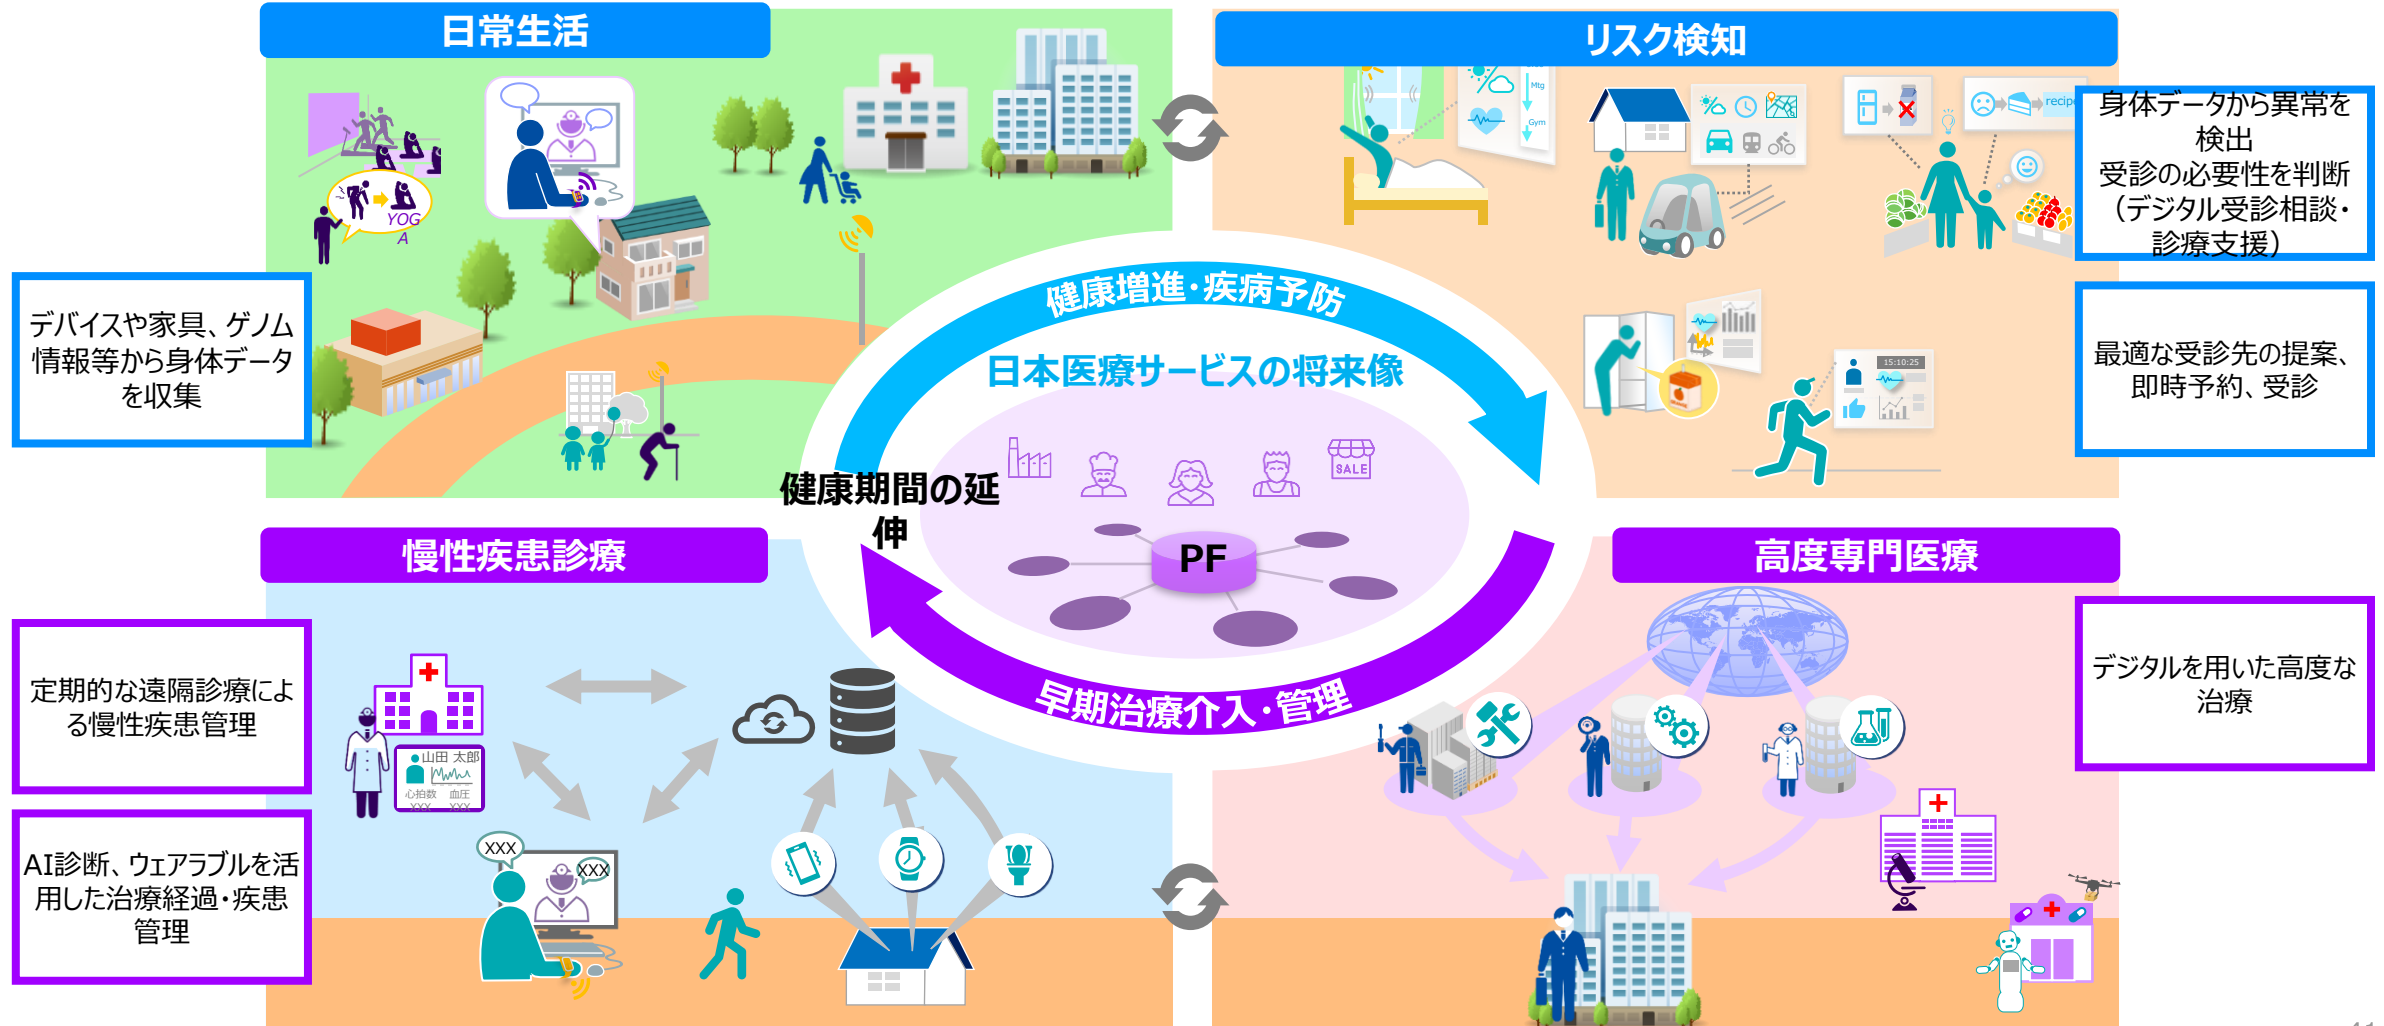 日常生活
リスク検知
YOG
A
Mtg
Gym
recipe
身体データから異常を
検出
受診の必要性を判断
（デジタル受診相談・
診療支援）
デバイスや家具、ゲノム
情報等から身体データ
を収集
最適な受診先の提案、
即時予約、受診
15:10:25
健康増進・疾病予防
日本医療サービスの将来像
SALE
健康期間の延
伸
PF
早期治療介入・管理
慢性疾患診療
高度専門医療
定期的な遠隔診療によ
る慢性疾患管理
山田 太郎
心拍数 血圧
XXX XXX
AI診断、ウェアラブルを活
用した治療経過・疾患
管理
XXX
XXX
デジタルを用いた高度な
治療